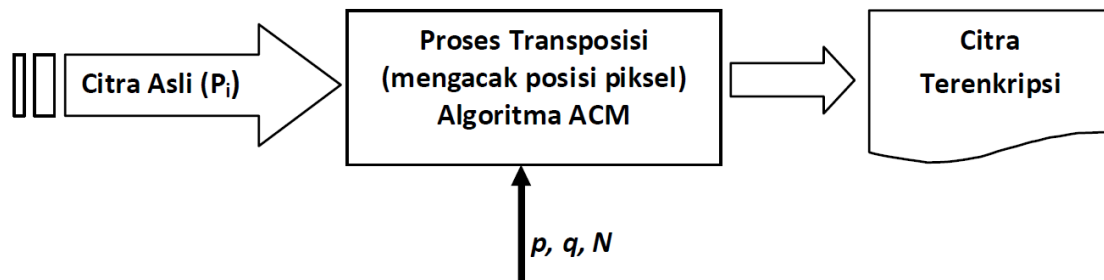 Citra Asli (Pi)
Proses Transposisi
(mengacak posisi piksel)
Algoritma ACM
Citra
Terenkripsi
p, q, N